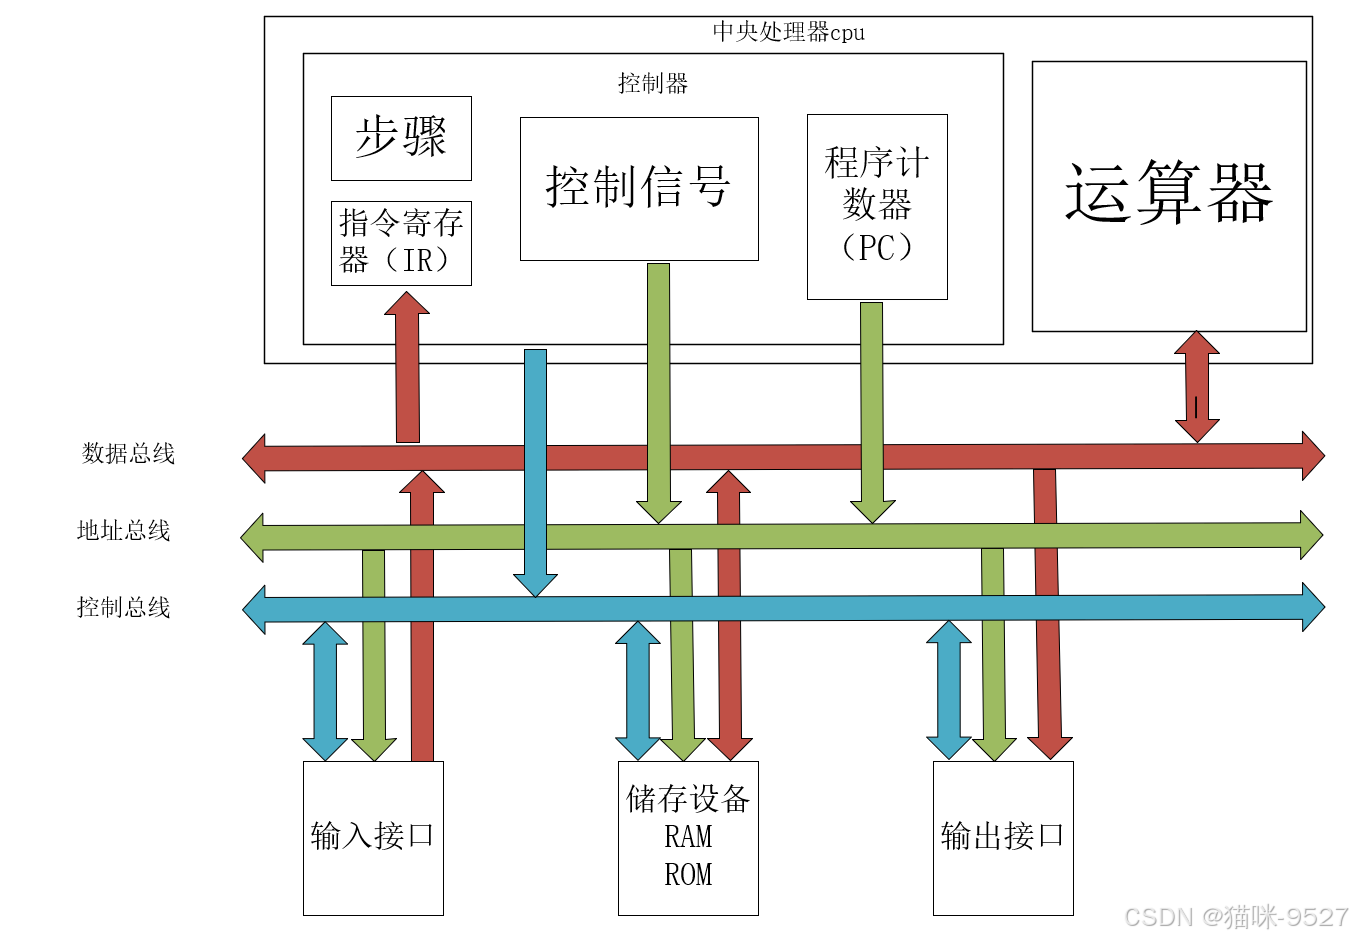 中央处理器cpu
控制器
步骤
指令寄存
器（IR）
控制信号
程序计
数器
（PC）
运算器
数据总线
地址总线
控制总线
输入接口
储存设备
RAM
ROM
输出接口
CSDN @猫咪-9527